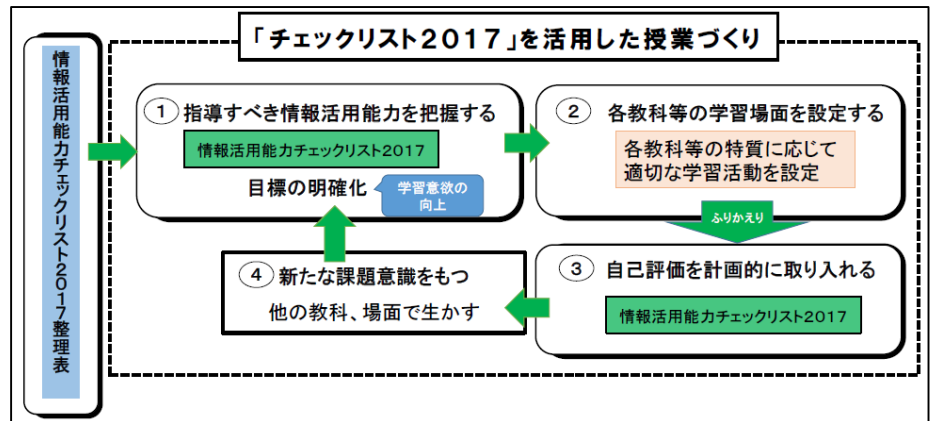 「チェックリスト２０１７」を活用した授業づくり
情報活用能力チェックリスト２０１７整理表
① 指導すべき情報活用能力を把握する
情報活用能力チェックリスト２０１７
目標の明確化
学習意欲の
向上
② 各教科等の学習場面を設定する
各教科等の特質に応じて
適切な学習活動を設定
ふりかえり
③ 自己評価を計画的に取り入れる
情報活用能力チェックリスト２０１７
④ 新たな課題意識をもつ
他の教科、場面で生かす